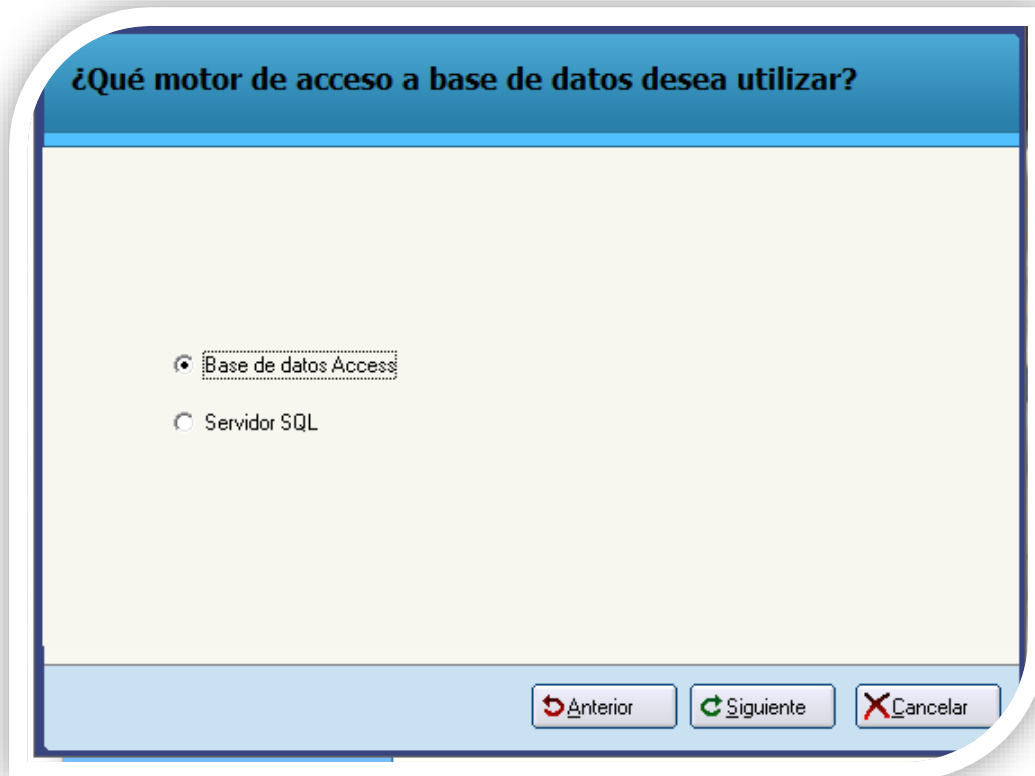 ¿Qué motor de acceso a base de datos desea utilizar?
Base de datos Access
Servidor SQL
Anterior Siguiente Cancelar